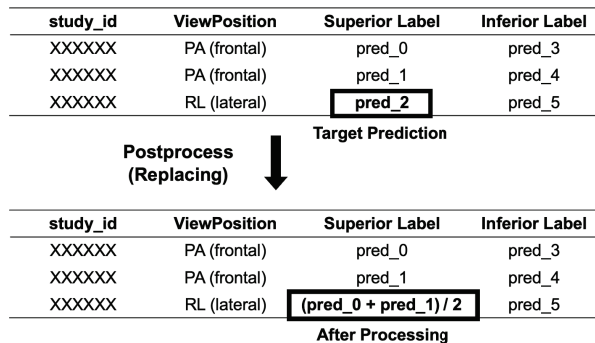 study_id ViewPosition Superior Label Inferior Label
XXXXXX PA (frontal) pred_0 pred_3
XXXXXX PA (frontal) pred_1 pred_4
XXXXXX RL (lateral) pred_2 pred_5
Target Prediction
Postprocess
(Replacing)
study_id ViewPosition Superior Label Inferior Label
XXXXXX PA (frontal) pred_0 pred_3
XXXXXX PA (frontal) pred_1 pred_4
XXXXXX RL (lateral) (pred_0 + pred_1) / 2 pred_5
After Processing